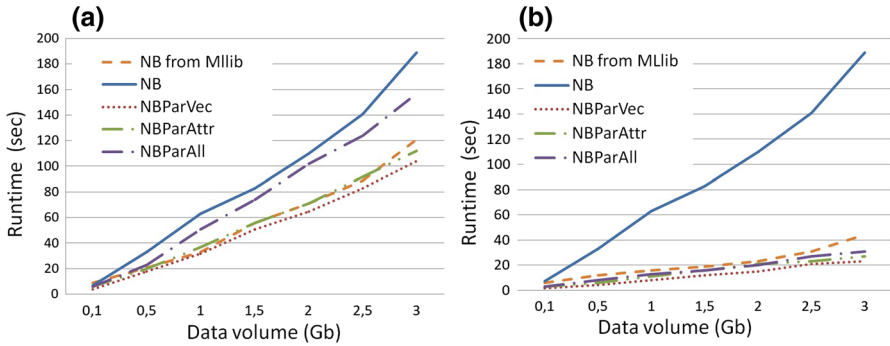 (a)
200
180
160
140
120
100
80
60
40
20
0
Runtime (sec)
NB from Mllib
NB
NBParVec
NBParAttr
NBParAll
0,1 0,5 1 1,5 2 2,5 3
Data volume (Gb)
(b)
200
180
160
140
120
100
80
60
40
20
0
Runtime (sec)
NB from MLlib
NB
NBParVec
NBParAttr
NBParAll
0,1 0,5 1 1,5 2 2,5 3
Data volume (Gb)